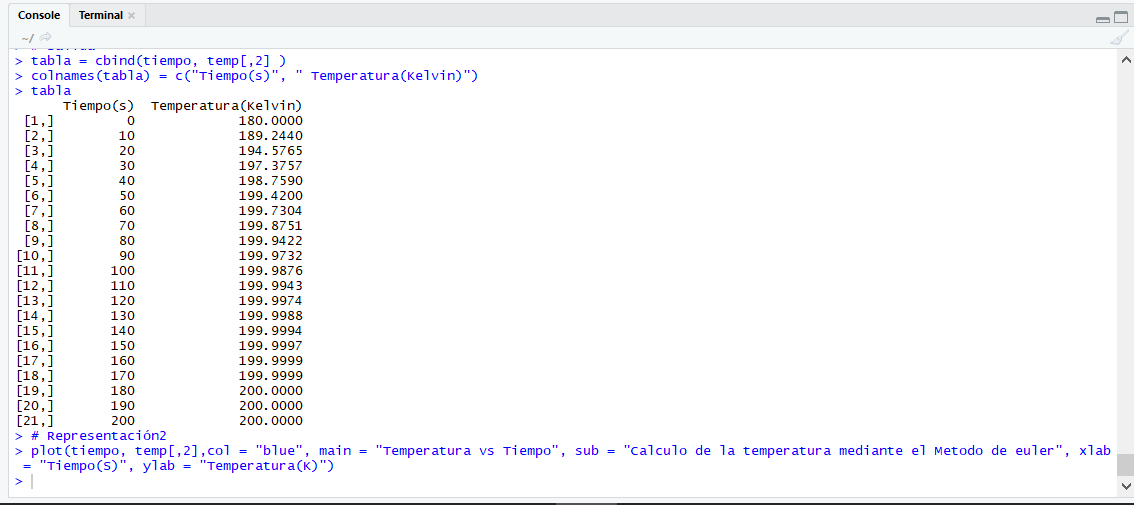 Console Terminal ×
~/
> tabla = cbind(tiempo, temp[,2] )
> colnames(tabla) = c("Tiempo(s)", " Temperatura(Kelvin)")
> tabla
Tiempo(s)  Temperatura(Kelvin)
[1,] 0 180.0000
[2,] 10 189.2440
[3,] 20 194.5765
[4,] 30 197.3757
[5,] 40 198.7590
[6,] 50 199.4200
[7,] 60 199.7304
[8,] 70 199.8751
[9,] 80 199.9422
[10,] 90 199.9732
[11,] 100 199.9876
[12,] 110 199.9943
[13,] 120 199.9974
[14,] 130 199.9988
[15,] 140 199.9994
[16,] 150 199.9997
[17,] 160 199.9999
[18,] 170 199.9999
[19,] 180 200.0000
[20,] 190 200.0000
[21,] 200 200.0000
> # Representación2
> plot(tiempo, temp[,2],col = "blue", main = "Temperatura vs Tiempo", sub = "Calculo de la temperatura mediante el Metodo de euler", xlab
= "Tiempo(S)", ylab = "Temperatura(K)")
>